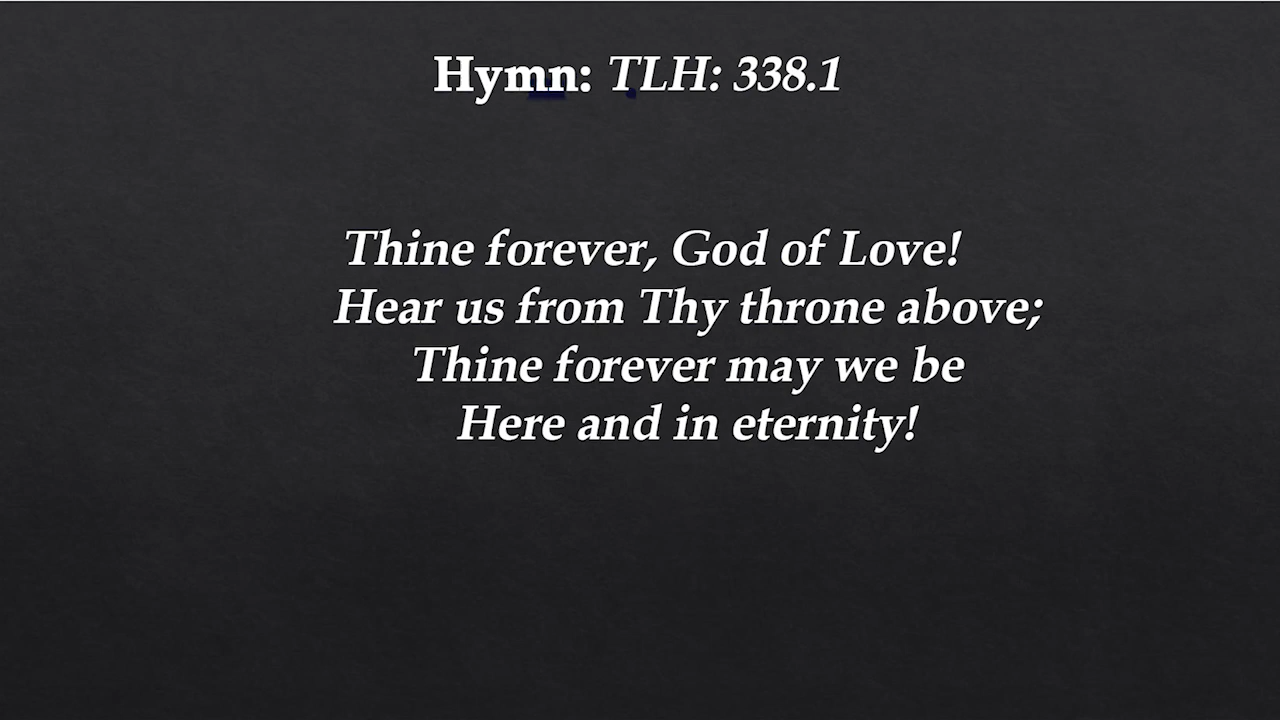 Hymn: TLH: 338.1
Thine forever, God of Love!
Hear us from Thy throne above;
Thine forever may we be
Here and in eternity!